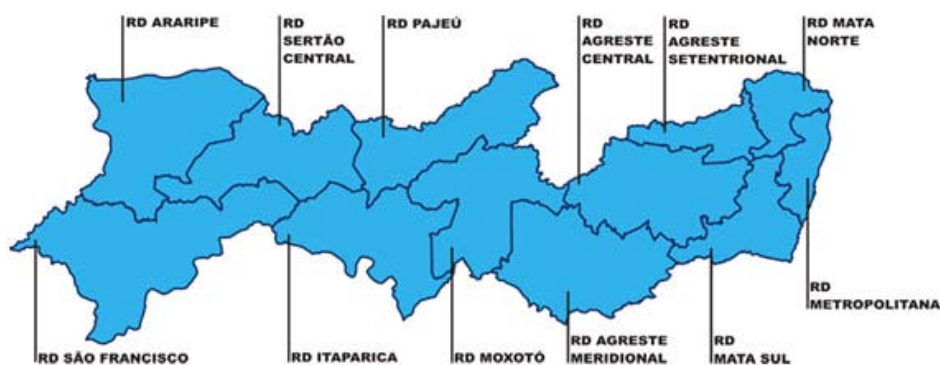 RD ARARIPE
RD
SERTÃO
CENTRAL
RD PAJEÚ
RD
AGRESTE
CENTRAL
RD
AGRESTE
SETENTRIONAL
RD MATA
NORTE
RD SÃO FRANCISCO
RD ITAPARICA
RD MOXOTÓ
RD AGRESTE
MERIDIONAL
RD
MATA SUL
RD
METROPOLITANA